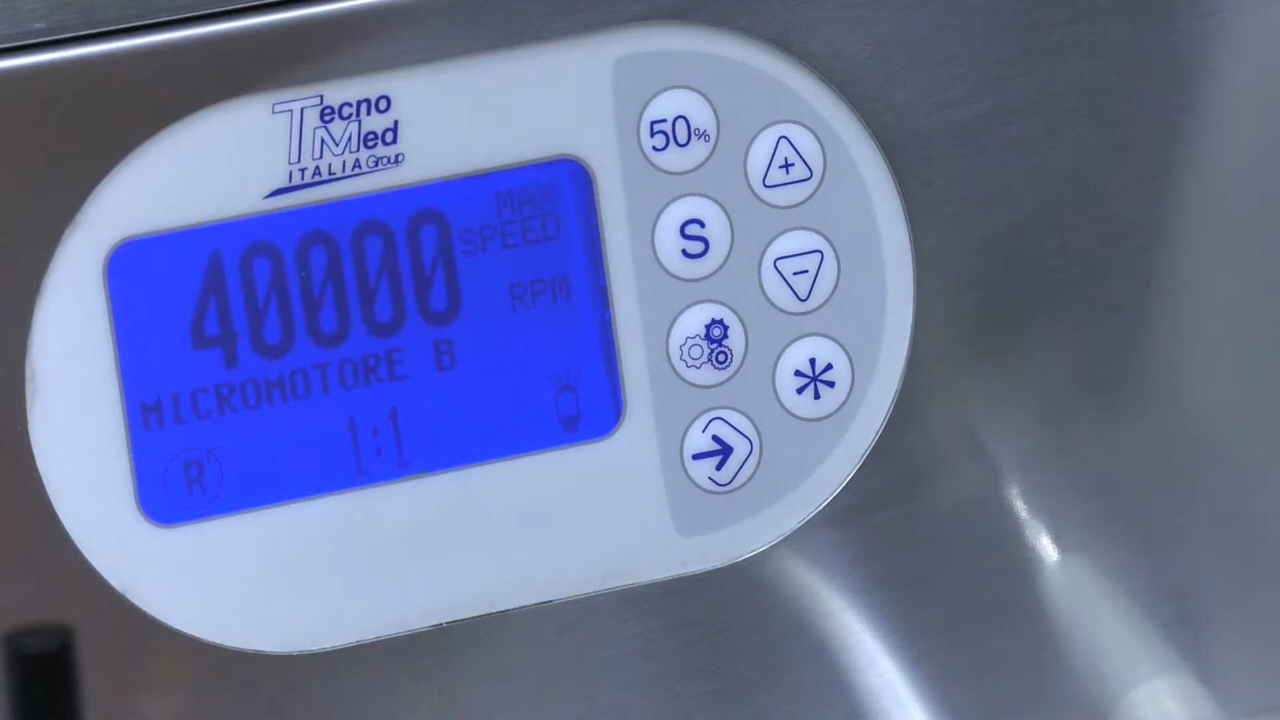 Tecno
Med
ITALIA Group
MAX
SPEED
40000
RPM
MICROMOTORE B
R
1:1
50%
+
S
-
*